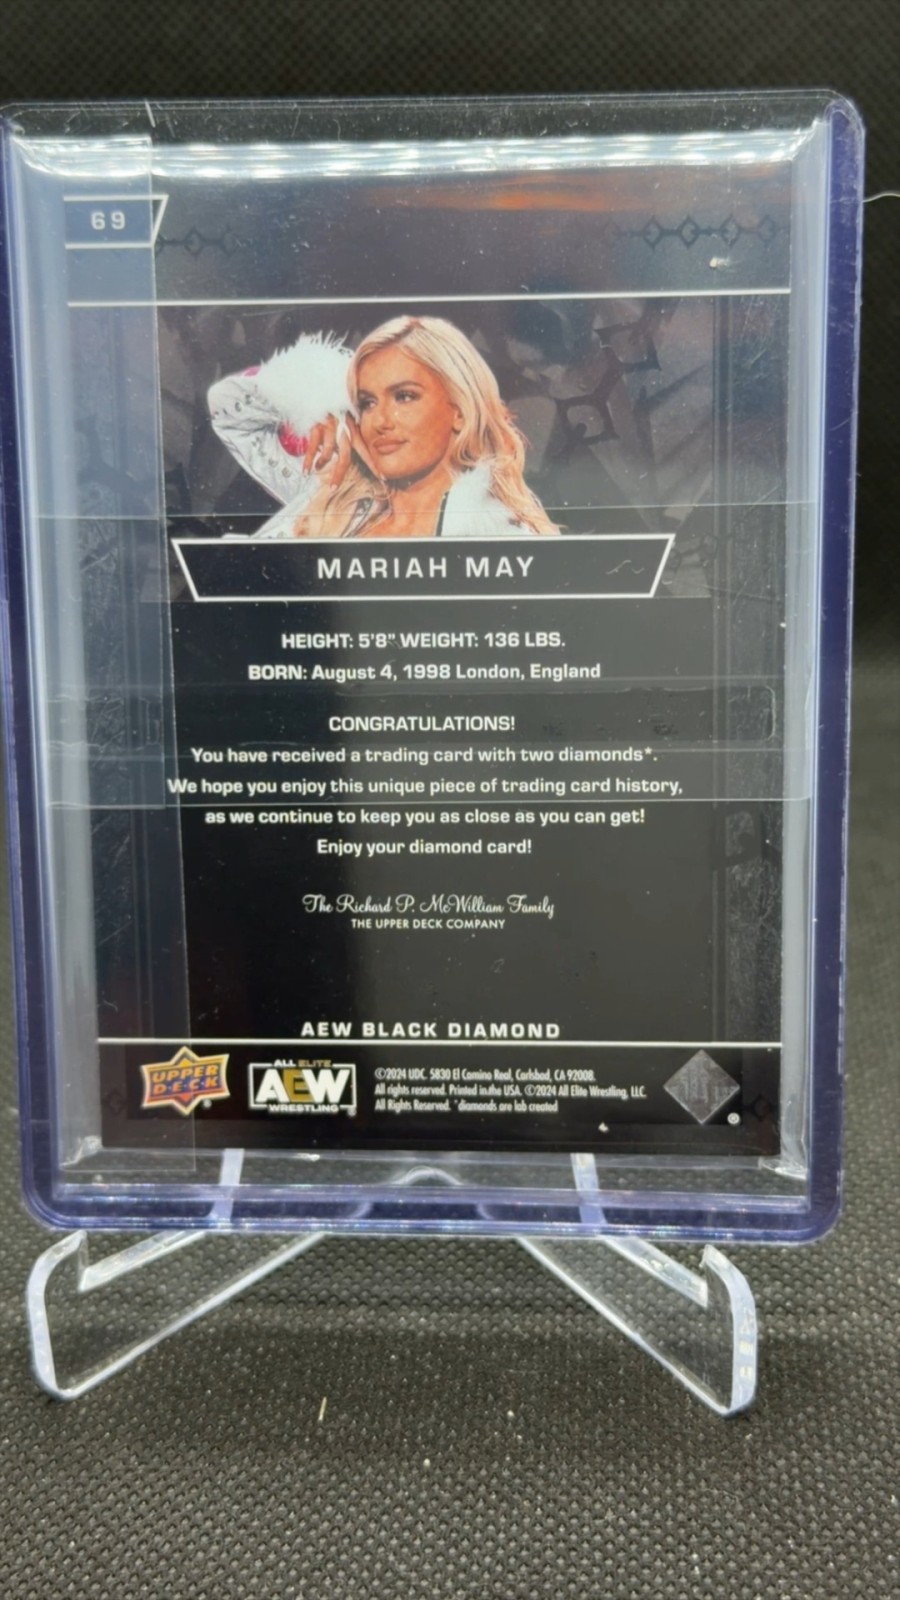 69
MARIAH MAY
HEIGHT: 5'8" WEIGHT: 136 LBS.
BORN: August 4, 1998 London, England
CONGRATULATIONS!
You have received a trading card with two diamonds*.
We hope you enjoy this unique piece of trading card history,
as we continue to keep you as close as you can get!
Enjoy your diamond card!
The Richard P. McWilliam Family
THE UPPER DECK COMPANY
AEW BLACK DIAMOND
UPPER
D·E·C·K
ALL ELITE
AEW
WRESTLING
©2024 UDC. 5830 El Camino Real, Carlsbad, CA 92008.
All rights reserved. Printed in the USA. ©2024 All Elite Wrestling, LLC.
All Rights Reserved. *diamonds are lab created